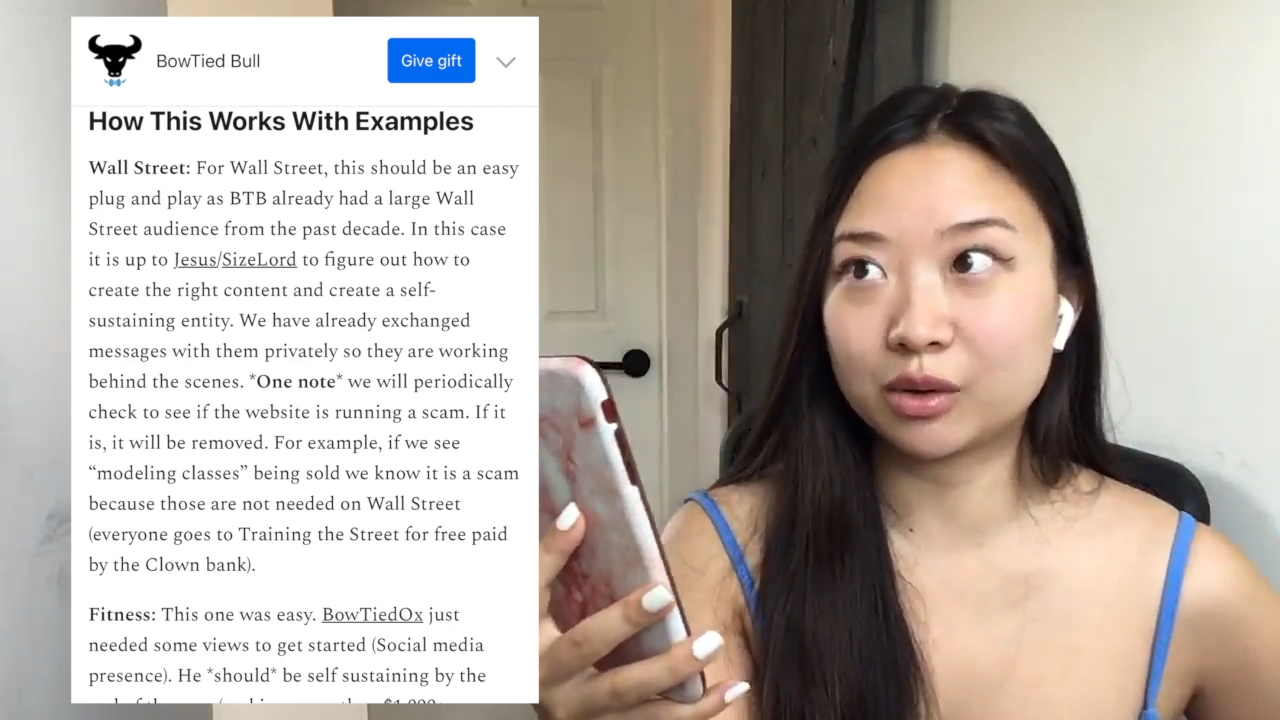 BowTied Bull
Give gift
How This Works With Examples
Wall Street: For Wall Street, this should be an easy
plug and play as BTB already had a large Wall
Street audience from the past decade. In this case
it is up to Jesus/SizeLord to figure out how to
create the right content and create a self-
sustaining entity. We have already exchanged
messages with them privately so they are working
behind the scenes. *One note* we will periodically
check to see if the website is running a scam. If it
is, it will be removed. For example, if we see
“modeling classes” being sold we know it is a scam
because those are not needed on Wall Street
(everyone goes to Training the Street for free paid
by the Clown bank).
Fitness: This one was easy. BowTiedOx just
needed some views to get started (Social media
presence). He *should* be self sustaining by the